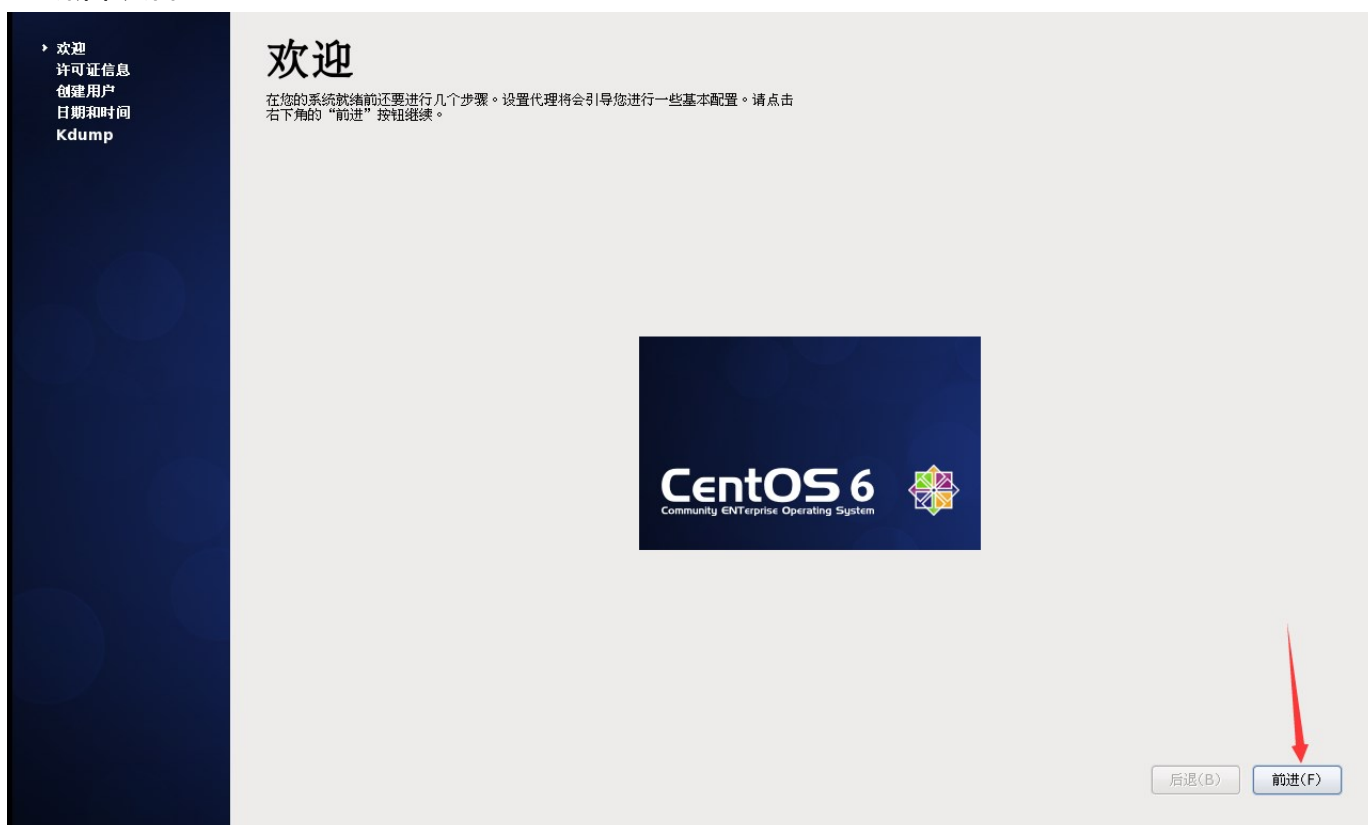 欢迎
许可证信息
创建用户
日期和时间
Kdump
欢迎
在您的系统就绪前还要进行几个步骤。设置代理将会引导您进行一些基本配置。请点击
右下角的“前进”按钮继续。
CentOS 6
Community ENTerprise Operating System
后退(B)
前进(F)